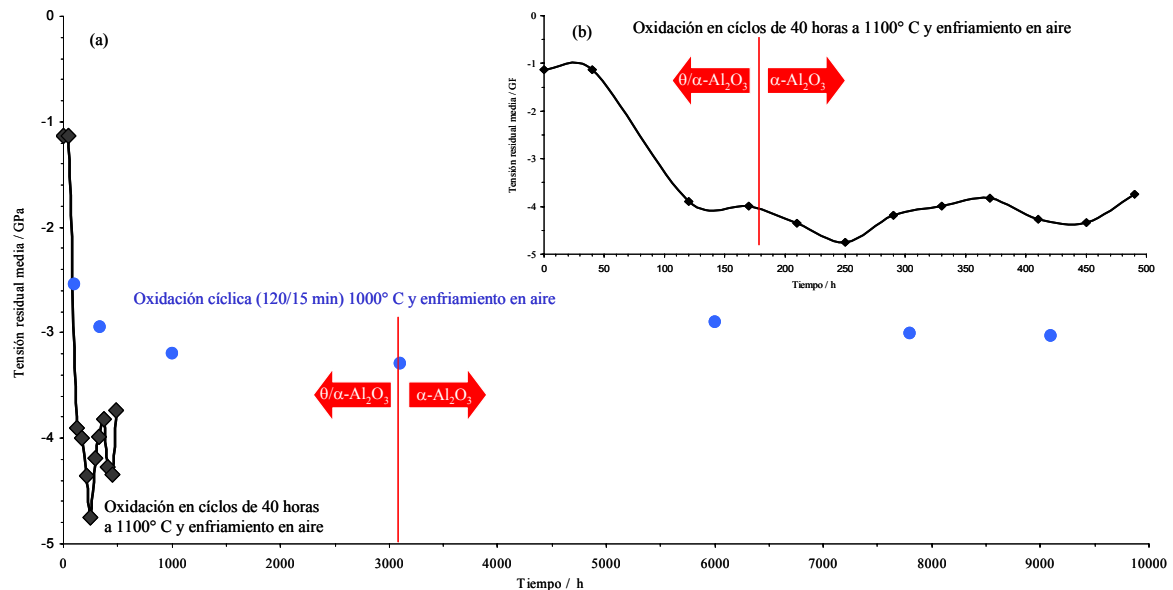 (a)
0
-1
-2
-3
-4
-5
Tensión residual media / GPa
0 1000 2000 3000 4000 5000 6000 7000 8000 9000 10000
Tiempo / h
Oxidación cíclica (120/15 min) 1000° C y enfriamiento en aire
θ/α-Al₂O₃
α-Al₂O₃
Oxidación en cíclos de 40 horas
a 1100° C y enfriamiento en aire
(b)
Oxidación en cíclos de 40 horas a 1100° C y enfriamiento en aire
θ/α-Al₂O₃
α-Al₂O₃
0
-1
-2
-3
-4
-5
Tensión residual media / GF
0 50 100 150 200 250 300 350 400 450 500
Tiempo / h